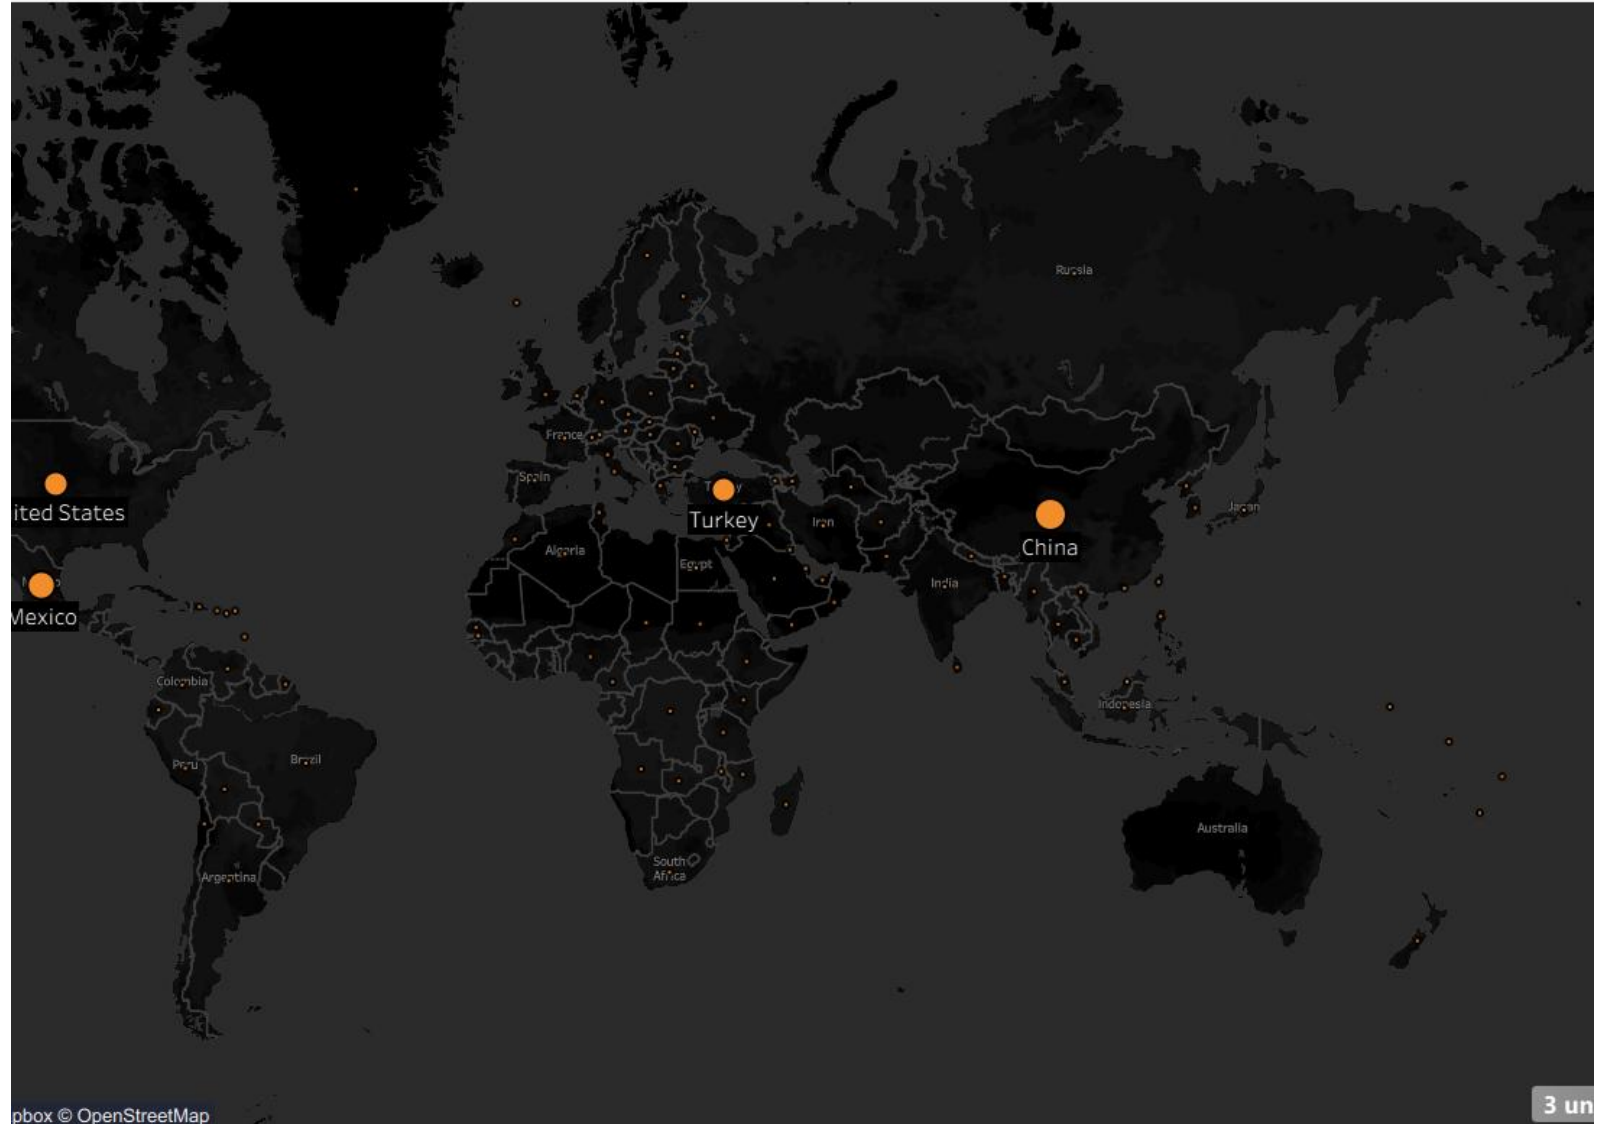 Russia
France
Spain
ited States
Turkey
Iran
China
Japan
Algeria
Egypt
India
Mexico
Colombia
Indonesia
Peru
Brazil
Australia
South
Africa
Argentina
pbox © OpenStreetMap
3 un